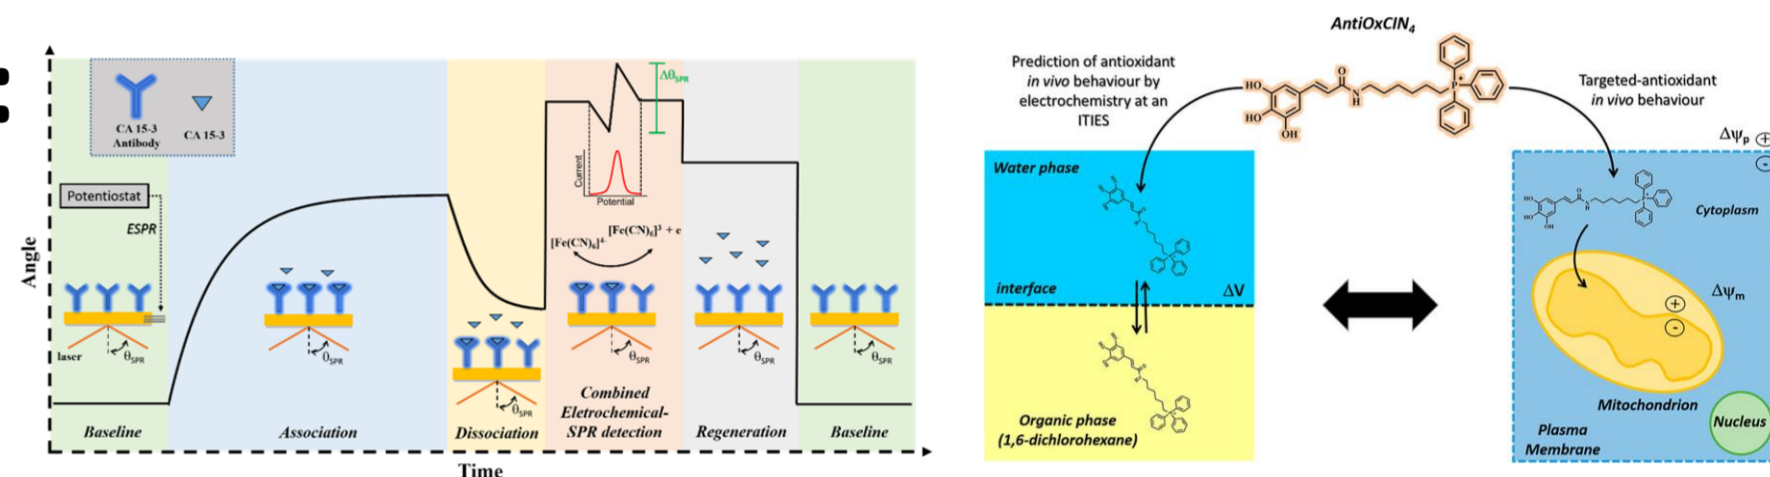 CA 15-3
Antibody
CA 15-3
Potentiostat
ESPR
laser
θSPR
θSPR
θSPR
ΔθSPR
Current
Potential
[Fe(CN)6]4-
[Fe(CN)6]3 + e
θSPR
θSPR
θSPR
Angle
Baseline
Association
Dissociation
Combined
Eletrochemical-
SPR detection
Regeneration
Baseline
Time
AntiOxCIN4
Prediction of antioxidant
in vivo behaviour by
electrochemistry at an
ITIES
HO
HO
OH
O
N
H
P+
Targeted-antioxidant
in vivo behaviour
Water phase
interface
ΔV
Organic phase
(1,6-dichlorohexane)
Δψp +
-
Cytoplasm
Δψm
+
-
Mitochondrion
Plasma
Membrane
Nucleus